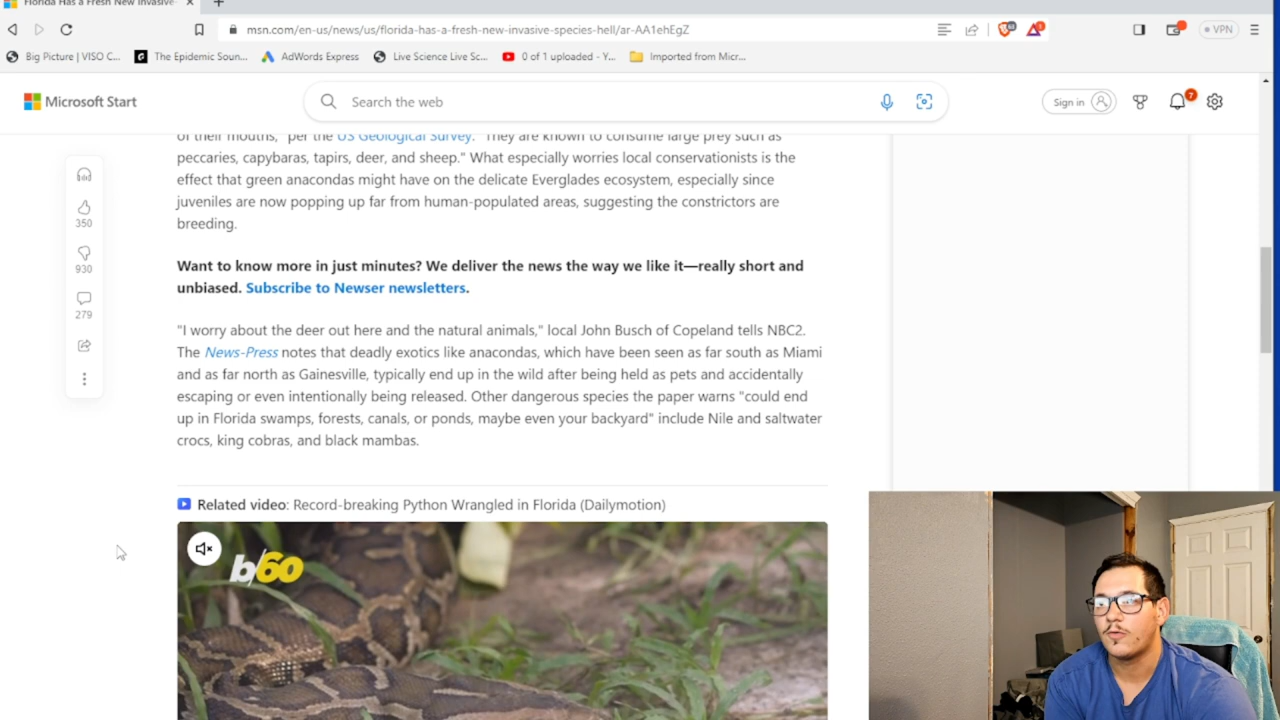 Florida Has a Fresh New Invasive
msn.com/en-us/news/us/florida-has-a-fresh-new-invasive-species-hell/ar-AA1ehEgZ
VPN
Big Picture | VISO C... The Epidemic Soun... AdWords Express Live Science Live Sc... 0 of 1 uploaded - Y... Imported from Micr...
Microsoft Start
Search the web
Sign in
7
of their mouths," per the US Geological Survey. "They are known to consume large prey such as
peccaries, capybaras, tapirs, deer, and sheep." What especially worries local conservationists is the
effect that green anacondas might have on the delicate Everglades ecosystem, especially since
juveniles are now popping up far from human-populated areas, suggesting the constrictors are
breeding.
350
930
279
Want to know more in just minutes? We deliver the news the way we like it—really short and
unbiased. Subscribe to Newser newsletters.
"I worry about the deer out here and the natural animals," local John Busch of Copeland tells NBC2.
The News-Press notes that deadly exotics like anacondas, which have been seen as far south as Miami
and as far north as Gainesville, typically end up in the wild after being held as pets and accidentally
escaping or even intentionally being released. Other dangerous species the paper warns "could end
up in Florida swamps, forests, canals, or ponds, maybe even your backyard" include Nile and saltwater
crocs, king cobras, and black mambas.
Related video: Record-breaking Python Wrangled in Florida (Dailymotion)
b/60